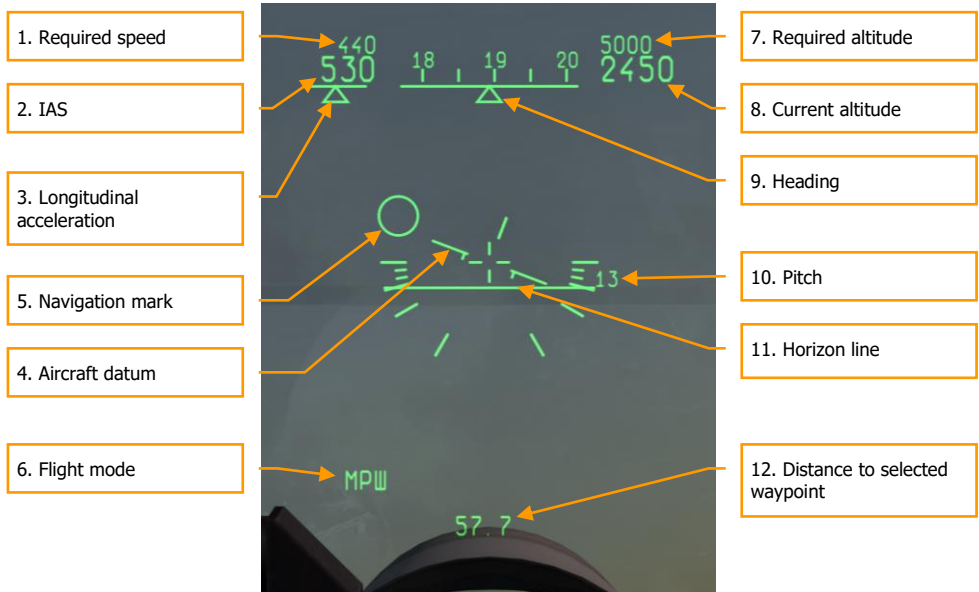 1. Required speed
2. IAS
3. Longitudinal
acceleration
5. Navigation mark
4. Aircraft datum
6. Flight mode
440
530
18 19 20
5000
2450
13
MPW
57.7
7. Required altitude
8. Current altitude
9. Heading
10. Pitch
11. Horizon line
12. Distance to selected
waypoint